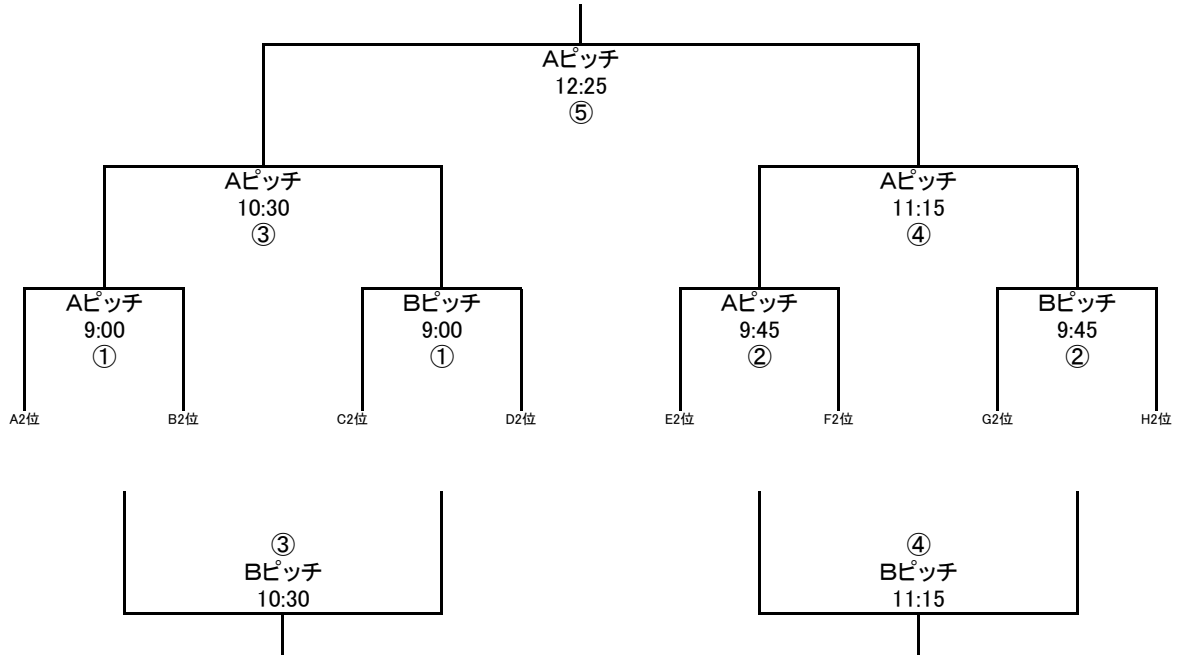 Aピッチ
12:25
⑤
Aピッチ
10:30
③
Aピッチ
11:15
④
Aピッチ
9:00
①
Bピッチ
9:00
①
Aピッチ
9:45
②
Bピッチ
9:45
②
A2位
B2位
C2位
D2位
E2位
F2位
G2位
H2位
③
Bピッチ
10:30
④
Bピッチ
11:15